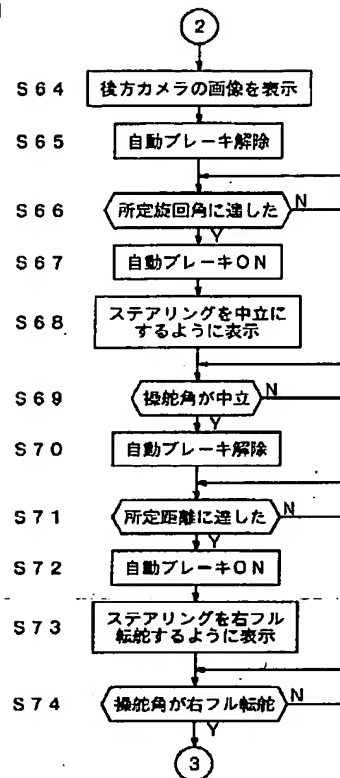 2
S64 後方カメラの画像を表示
S65 自動ブレーキ解除
S66 所定旋回角に達した N
Y
S67 自動ブレーキON
S68 ステアリングを中立に
するように表示
S69 操舵角が中立 N
Y
S70 自動ブレーキ解除
S71 所定距離に達した N
Y
S72 自動ブレーキON
S73 ステアリングを右フル
転舵するように表示
S74 操舵角が右フル転舵 N
Y
3